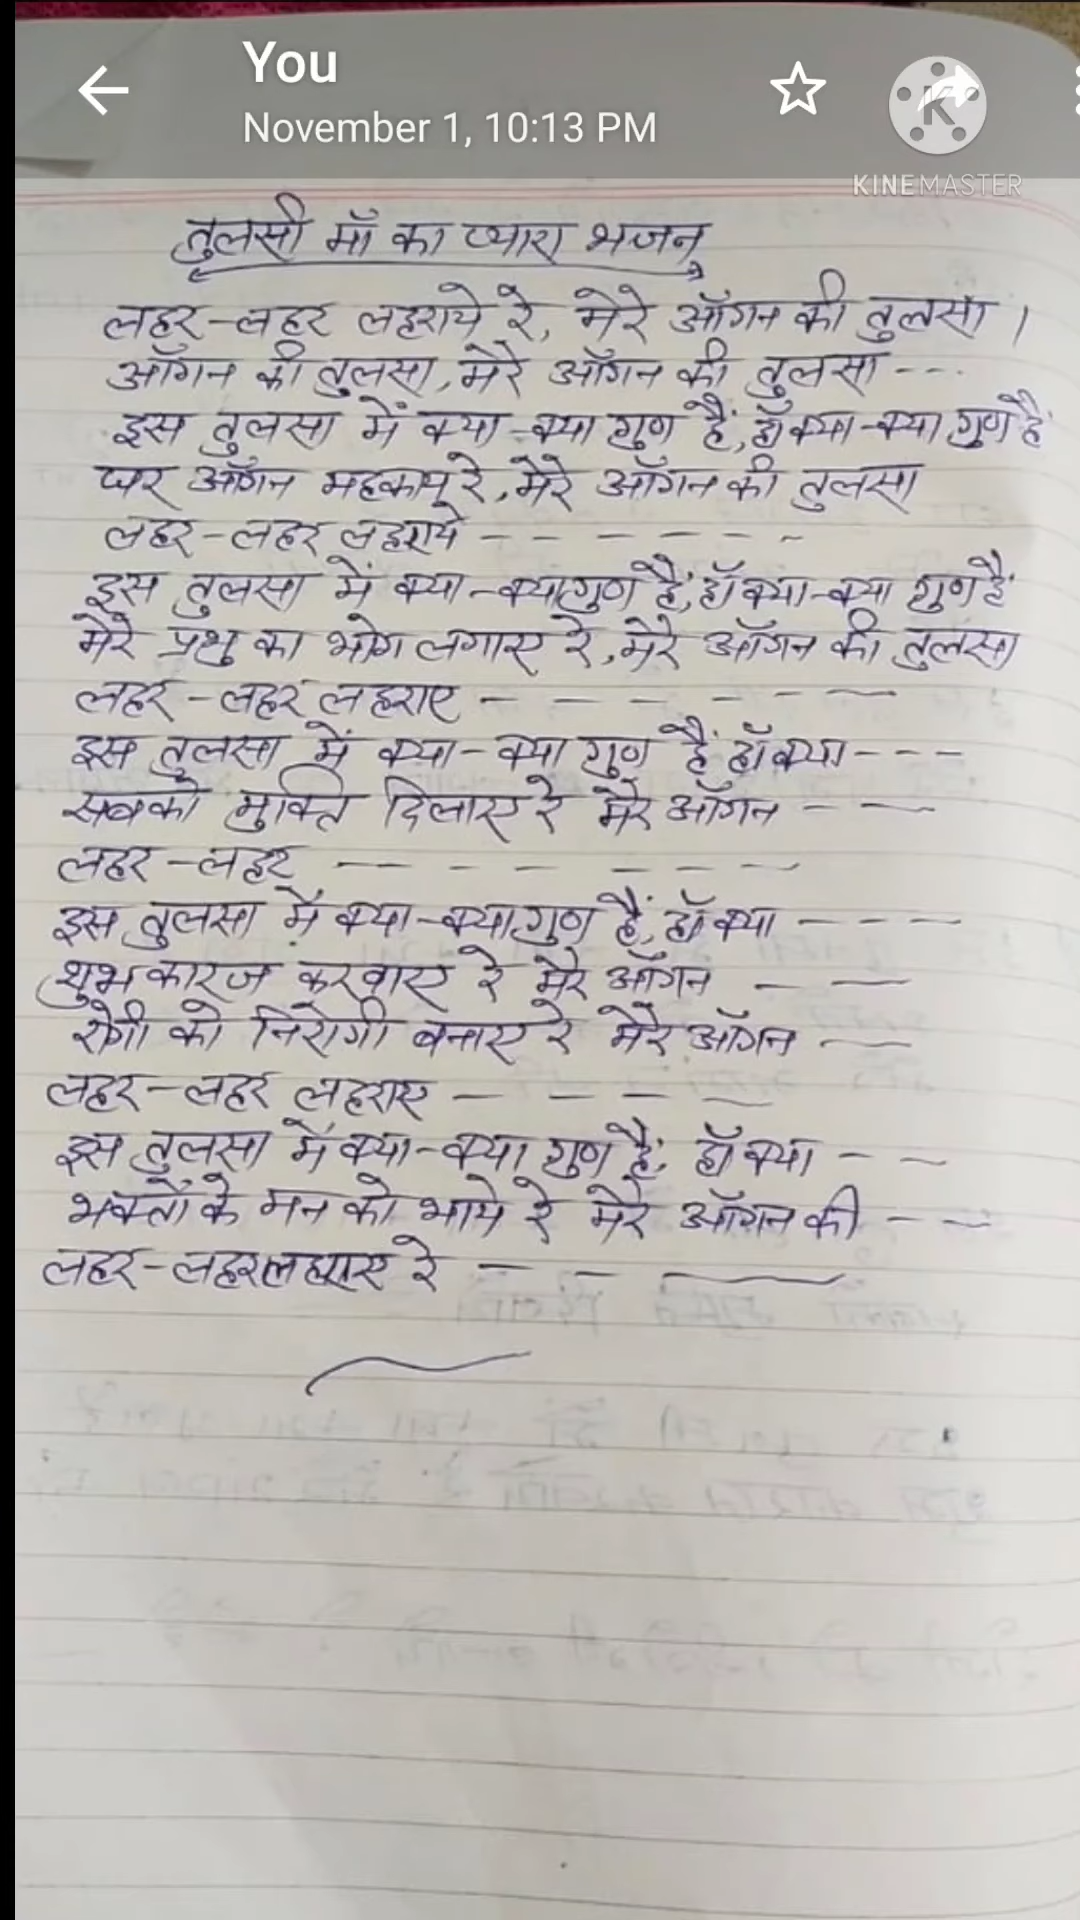 You
November 1, 10:13 PM
KINEMASTER
तुलसी माँ का प्यारा भजन
लहर-लहर लहराये रे, मेरे आँगन की तुलसा ।
आँगन की तुलसा, मेरे आँगन की तुलसा ---
इस तुलसा में क्या-क्या गुण हैं, हाँ क्या-क्या गुण हैं
घर आँगन महकाए रे, मेरे आँगन की तुलसा
लहर-लहर लहराये - - - - - - -
इस तुलसा में क्या-क्या गुण हैं, हाँ क्या-क्या गुण हैं
मेरे प्रभु का भोग लगाए रे, मेरे आँगन की तुलसा
लहर-लहर लहराए - - - - - - -
इस तुलसा में क्या-क्या गुण हैं हाँ क्या ---
सबको मुक्ति दिलाए रे मेरे आँगन - -
लहर-लहर - - - - - - -
इस तुलसा में क्या-क्या गुण हैं, हाँ क्या - - - -
शुभ कारज करवाए रे मेरे आँगन - -
रोगी को निरोगी बनाए रे मेरे आँगन - -
लहर-लहर लहराए - - - - -
इस तुलसा में क्या-क्या गुण हैं, हाँ क्या - -
भक्तों के मन को भाये रे मेरे आँगन की - -
लहर-लहर लहराए रे - - -